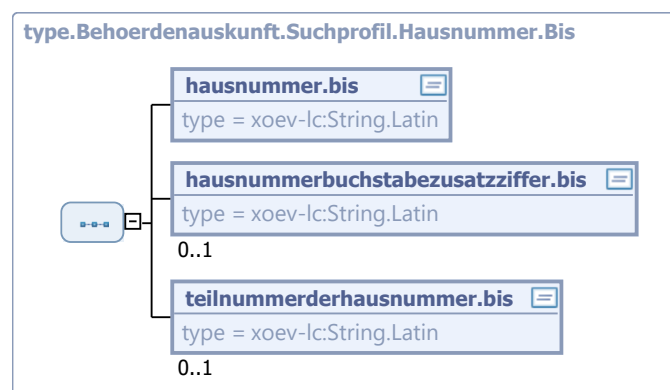 type.Behoerdenauskunft.Suchprofil.Hausnummer.Bis
hausnummer.bis
type = xoev-lc:String.Latin
hausnummerbuchstabezusatzziffer.bis
type = xoev-lc:String.Latin
0..1
teilnummerderhausnummer.bis
type = xoev-lc:String.Latin
0..1